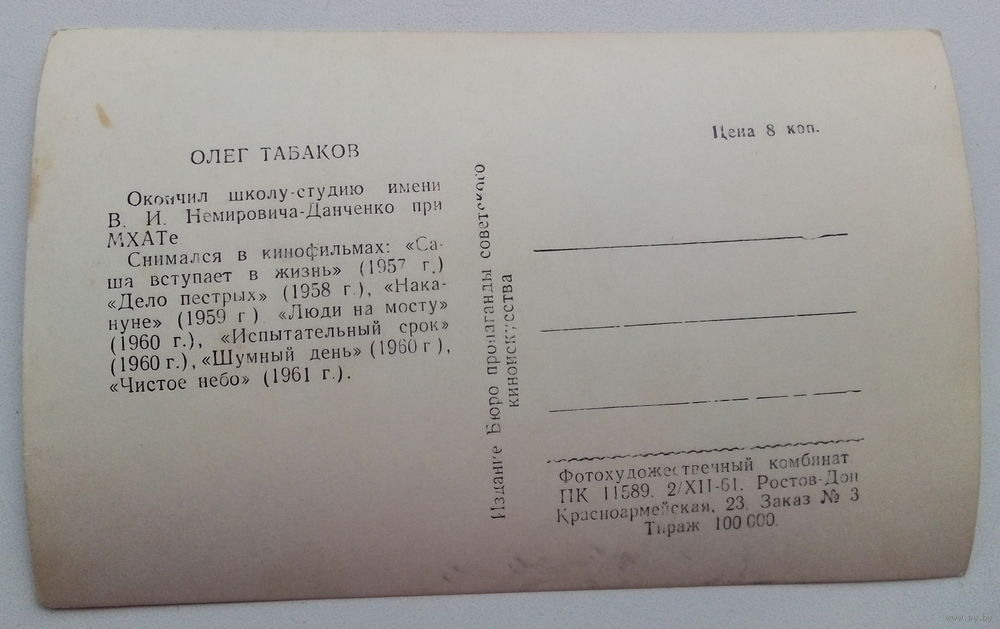 ОЛЕГ ТАБАКОВ
Окончил школу-студию имени
В. И. Немировича-Данченко при
МХАТе
Снимался в кинофильмах: «Са-
ша вступает в жизнь» (1957 г.)
«Дело пестрых» (1958 г.), «Нака-
нуне» (1959 г) «Люди на мосту»
(1960 г.), «Испытательный срок»
(1960 г.), «Шумный день» (1960 г),
«Чистое небо» (1961 г.).
Издание Бюро пропаганды советского
киноискусства
Цена 8 коп.
Фотохудожественный комбинат
ПК 11589. 2/XII-61. Ростов-Дон
Красноармейская, 23. Заказ № 3
Тираж 100 000.
www.ay.by